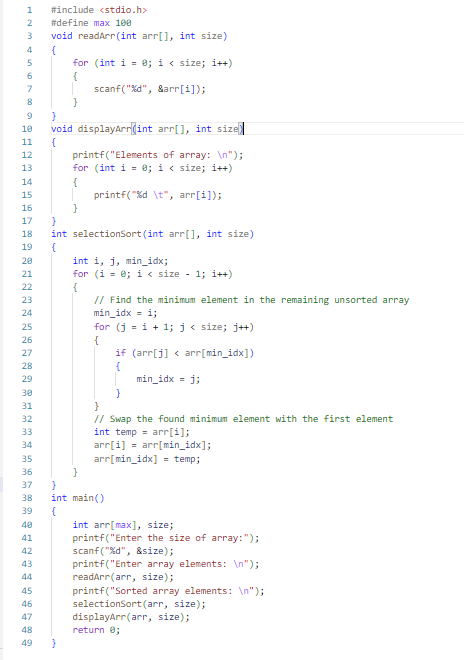 1 #include <stdio.h>
2 #define max 100
3 void readArr(int arr[], int size)
4 {
5 for (int i = 0; i < size; i++)
6 {
7 scanf("%d", &arr[i]);
8 }
9 }
10 void displayArr(int arr[], int size)
11 {
12 printf("Elements of array: \n");
13 for (int i = 0; i < size; i++)
14 {
15 printf("%d \t", arr[i]);
16 }
17 }
18 int selectionSort(int arr[], int size)
19 {
20 int i, j, min_idx;
21 for (i = 0; i < size - 1; i++)
22 {
23 // Find the minimum element in the remaining unsorted array
24 min_idx = i;
25 for (j = i + 1; j < size; j++)
26 {
27 if (arr[j] < arr[min_idx])
28 {
29 min_idx = j;
30 }
31 }
32 // Swap the found minimum element with the first element
33 int temp = arr[i];
34 arr[i] = arr[min_idx];
35 arr[min_idx] = temp;
36 }
37 }
38 int main()
39 {
40 int arr[max], size;
41 printf("Enter the size of array:");
42 scanf("%d", &size);
43 printf("Enter array elements: \n");
44 readArr(arr, size);
45 printf("Sorted array elements: \n");
46 selectionSort(arr, size);
47 displayArr(arr, size);
48 return 0;
49 }